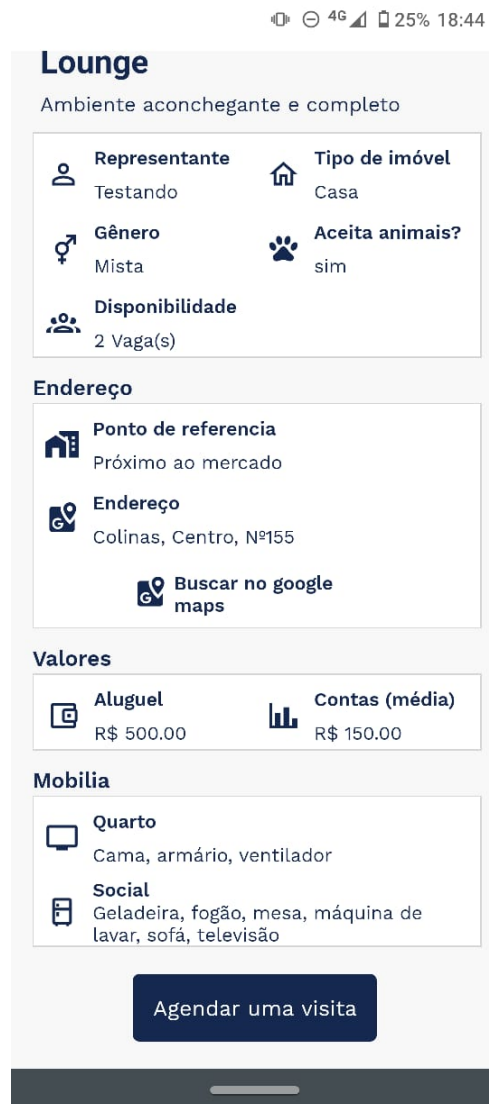 4G 25% 18:44
Lounge
Ambiente aconchegante e completo
Representante
Testando
Tipo de imóvel
Casa
Gênero
Mista
Aceita animais?
sim
Disponibilidade
2 Vaga(s)
Endereço
Ponto de referencia
Próximo ao mercado
Endereço
Colinas, Centro, Nº155
Buscar no google
maps
Valores
Aluguel
R$ 500.00
Contas (média)
R$ 150.00
Mobilia
Quarto
Cama, armário, ventilador
Social
Geladeira, fogão, mesa, máquina de
lavar, sofá, televisão
Agendar uma visita